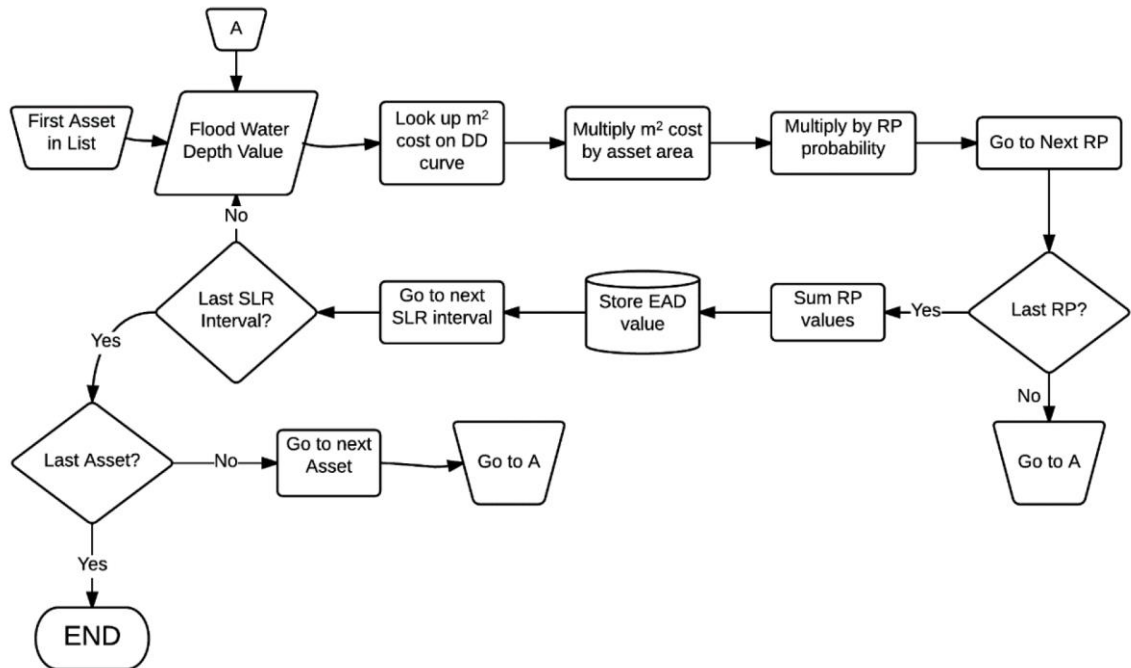 A
First Asset
in List
Flood Water
Depth Value
Look up m²
cost on DD
curve
Multiply m² cost
by asset area
Multiply by RP
probability
Go to Next RP
No
Last SLR
Interval?
Go to next
SLR interval
Store EAD
value
Sum RP
values
Yes
Last RP?
Yes
No
Last Asset?
No
Go to next
Asset
Go to A
Go to A
Yes
END